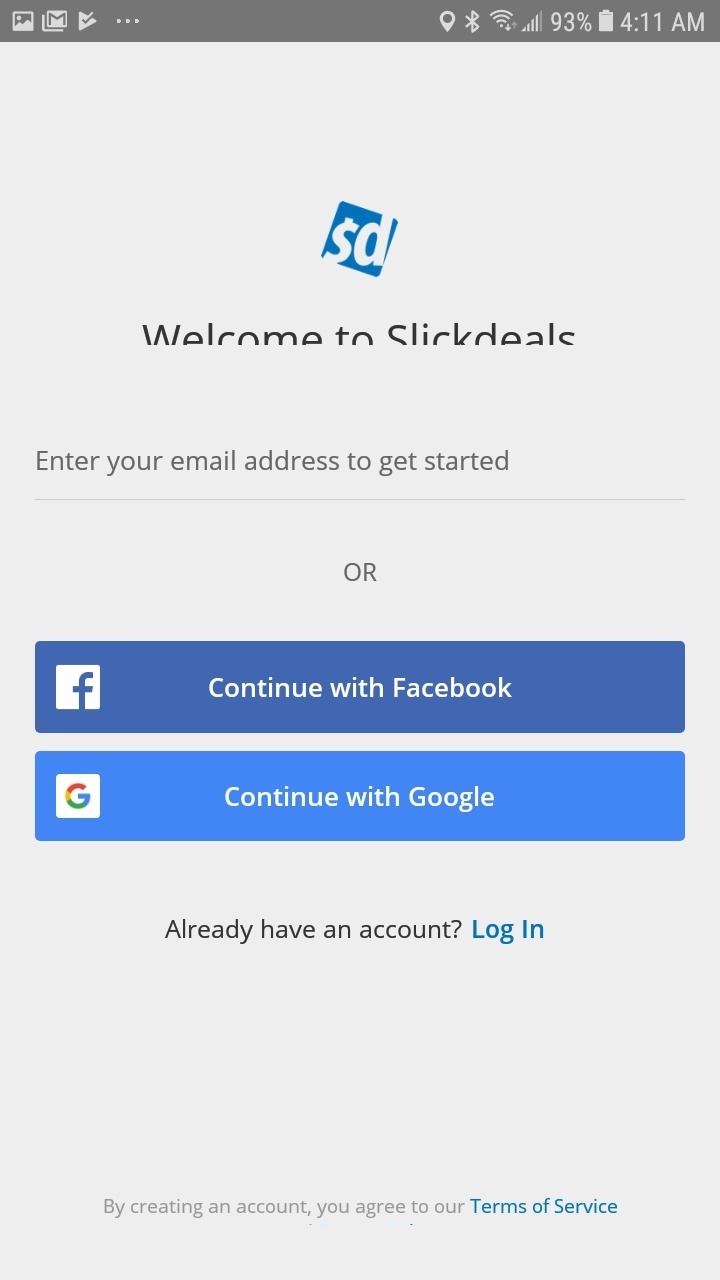 93% 4:11 AM
sd
Welcome to Slickdeals
Enter your email address to get started
OR
Continue with Facebook
Continue with Google
Already have an account? Log In
By creating an account, you agree to our Terms of Service